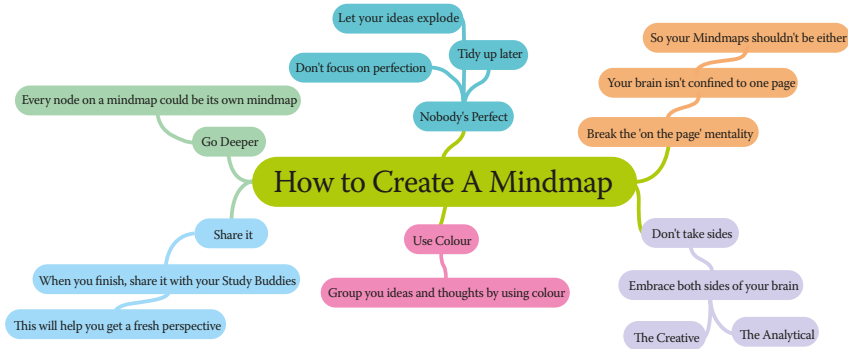 Let your ideas explode
Tidy up later
Don't focus on perfection
Nobody's Perfect
So your Mindmaps shouldn't be either
Your brain isn't confined to one page
Break the 'on the page' mentality
Every node on a mindmap could be its own mindmap
Go Deeper
How to Create A Mindmap
Share it
When you finish, share it with your Study Buddies
This will help you get a fresh perspective
Use Colour
Group you ideas and thoughts by using colour
Don't take sides
Embrace both sides of your brain
The Creative
The Analytical